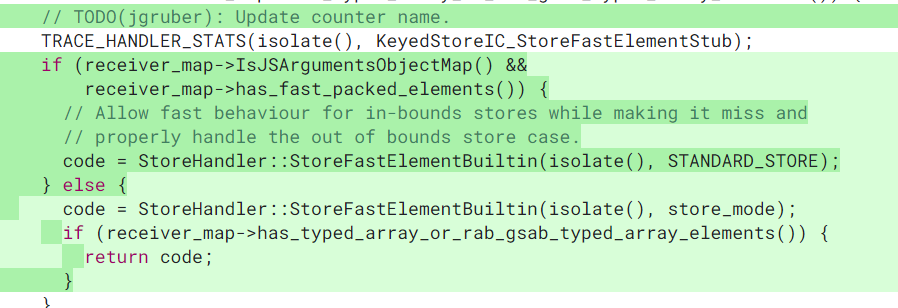 // TODO(jgruber): Update counter name.
TRACE_HANDLER_STATS(isolate(), KeyedStoreIC_StoreFastElementStub);
if (receiver_map->IsJSArgumentsObjectMap() &&
    receiver_map->has_fast_packed_elements()) {
  // Allow fast behaviour for in-bounds stores while making it miss and
  // properly handle the out of bounds store case.
  code = StoreHandler::StoreFastElementBuiltin(isolate(), STANDARD_STORE);
} else {
  code = StoreHandler::StoreFastElementBuiltin(isolate(), store_mode);
  if (receiver_map->has_typed_array_or_rab_gsab_typed_array_elements()) {
    return code;
  }
}